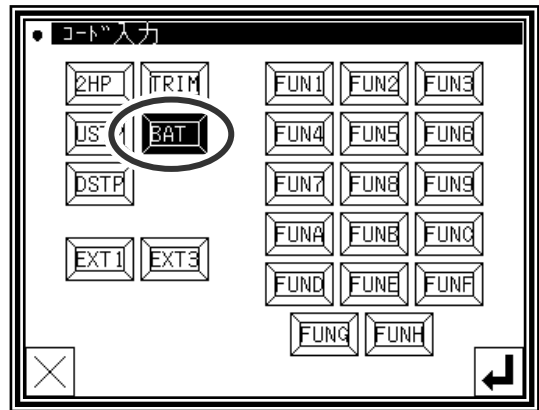 コード入力
2HP TRIM FUN1 FUN2 FUN3
BAT FUN4 FUN5 FUN6
DSTP FUN7 FUN8 FUN9
FUNA FUNB FUNC
EXT1 EXT3
FUND FUNE FUNF
FUNG FUNH